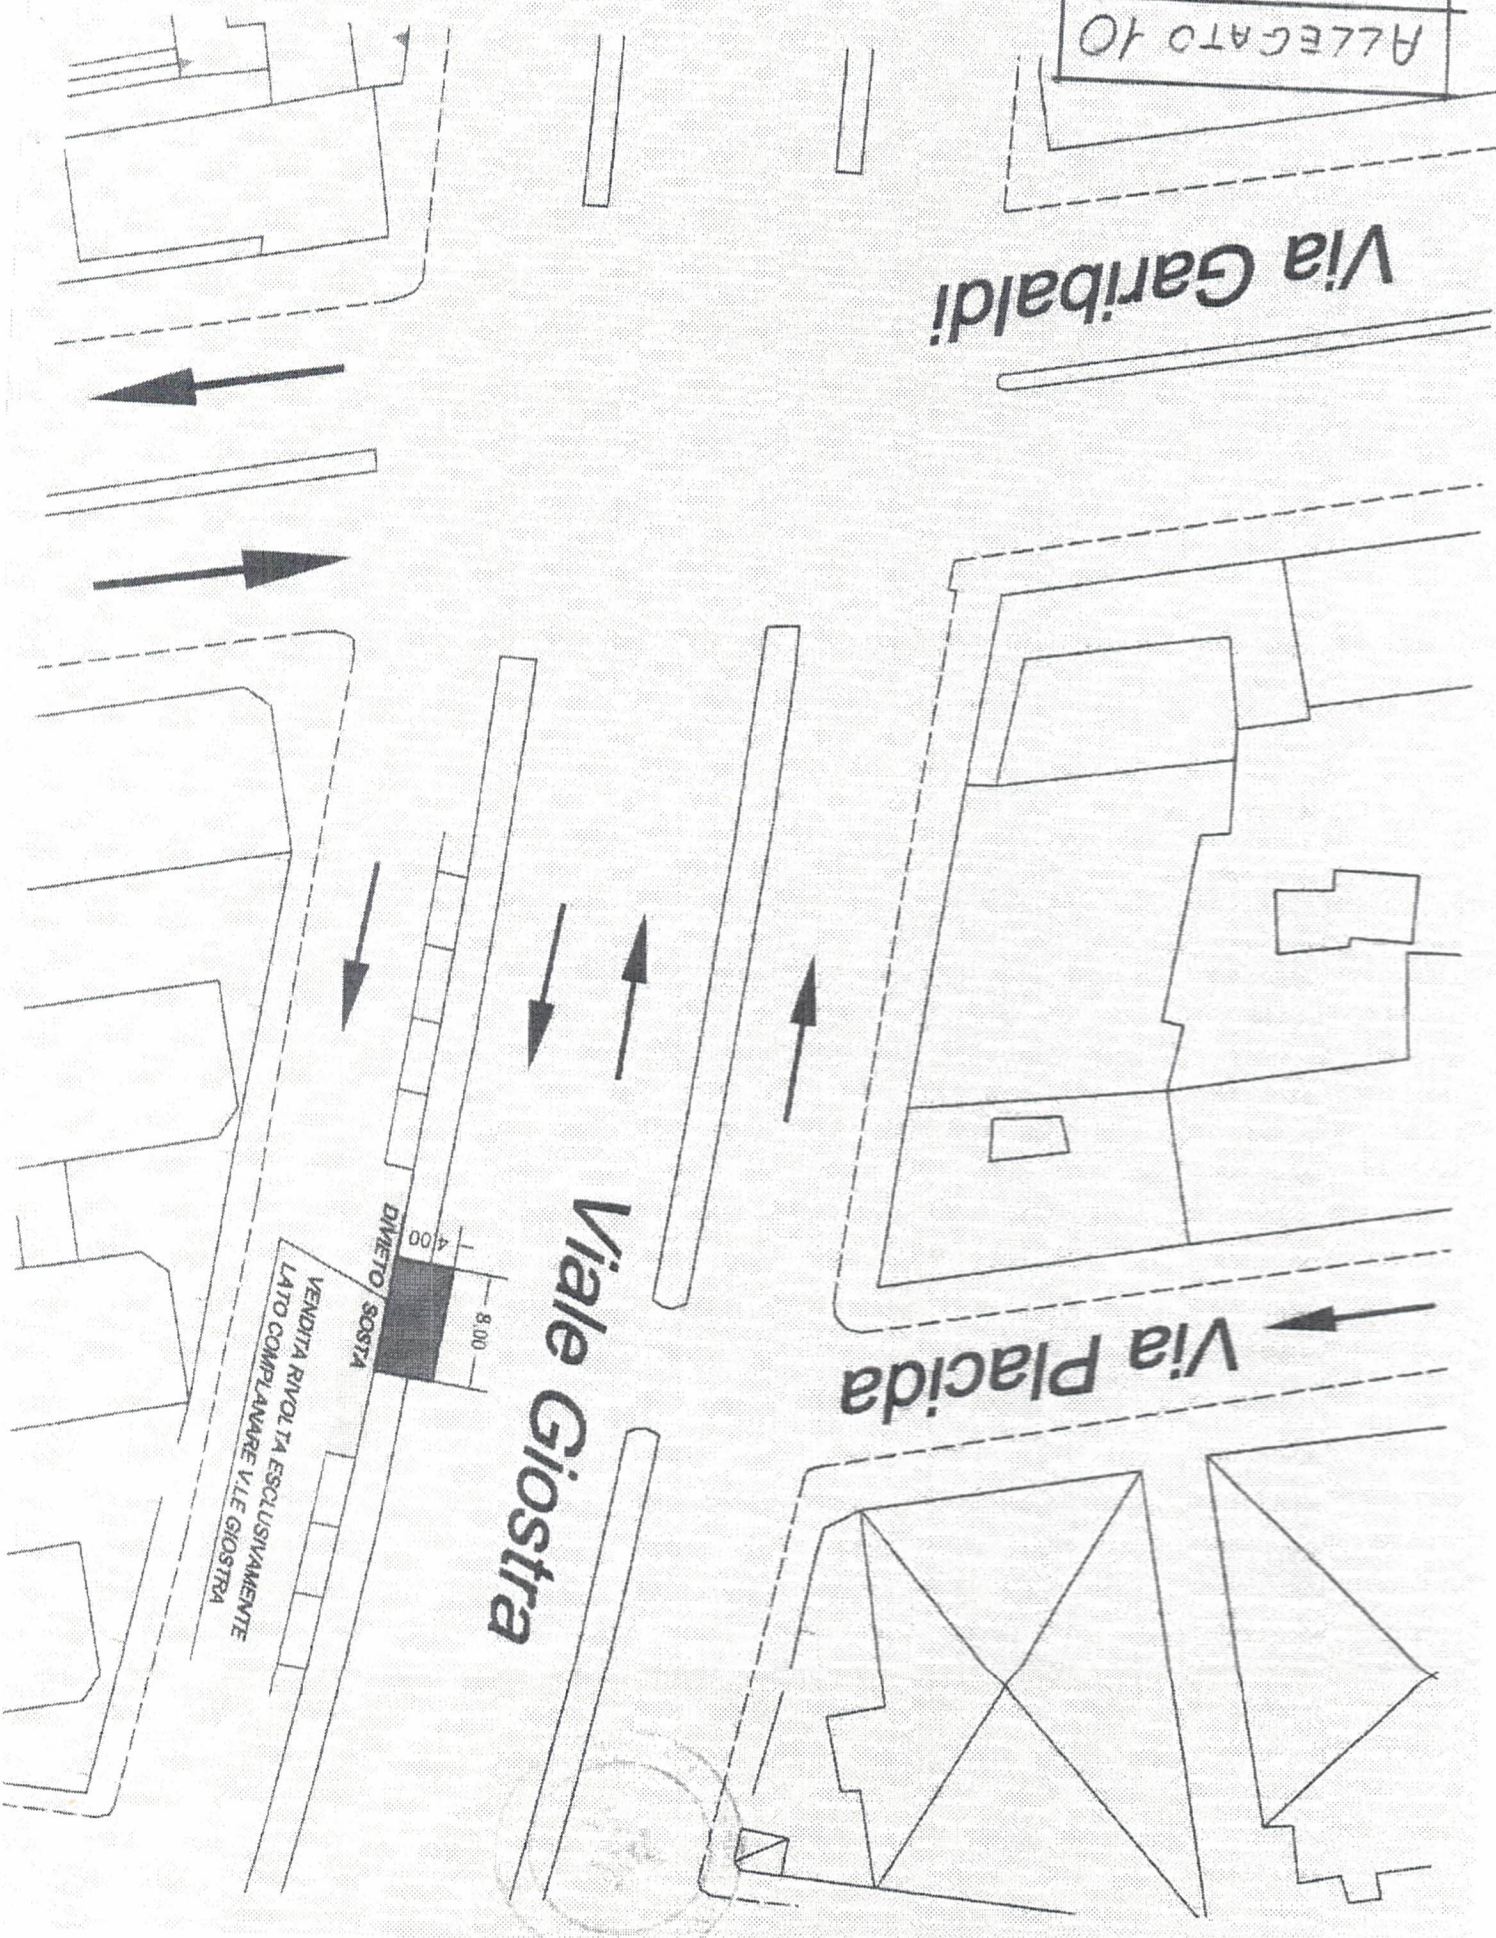 ALLEGATO 10
Via Garibaldi
Viale Giostra
Via Placida
DIVIETO SOSTA
4.00
8.00
VENDITA RIVOLTA ESCLUSIVAMENTE
LATO COMPLANARE V.LE GIOSTRA